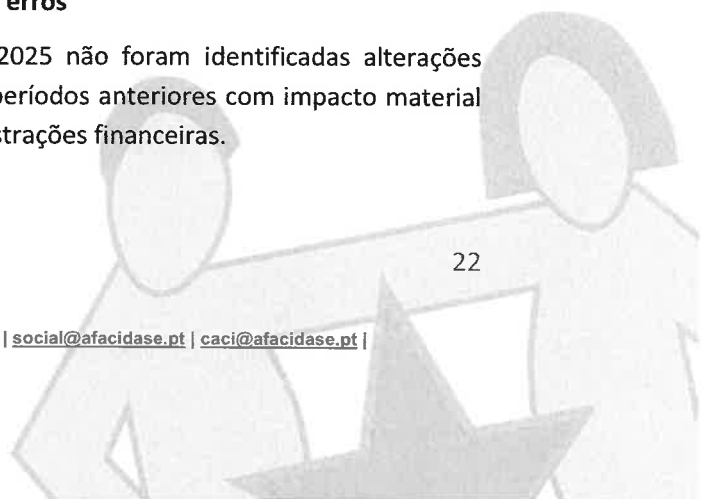 erros
2025 não foram identificadas alterações
períodos anteriores com impacto material
strações financeiras.
22
| social@afacidase.pt | caci@afacidase.pt |